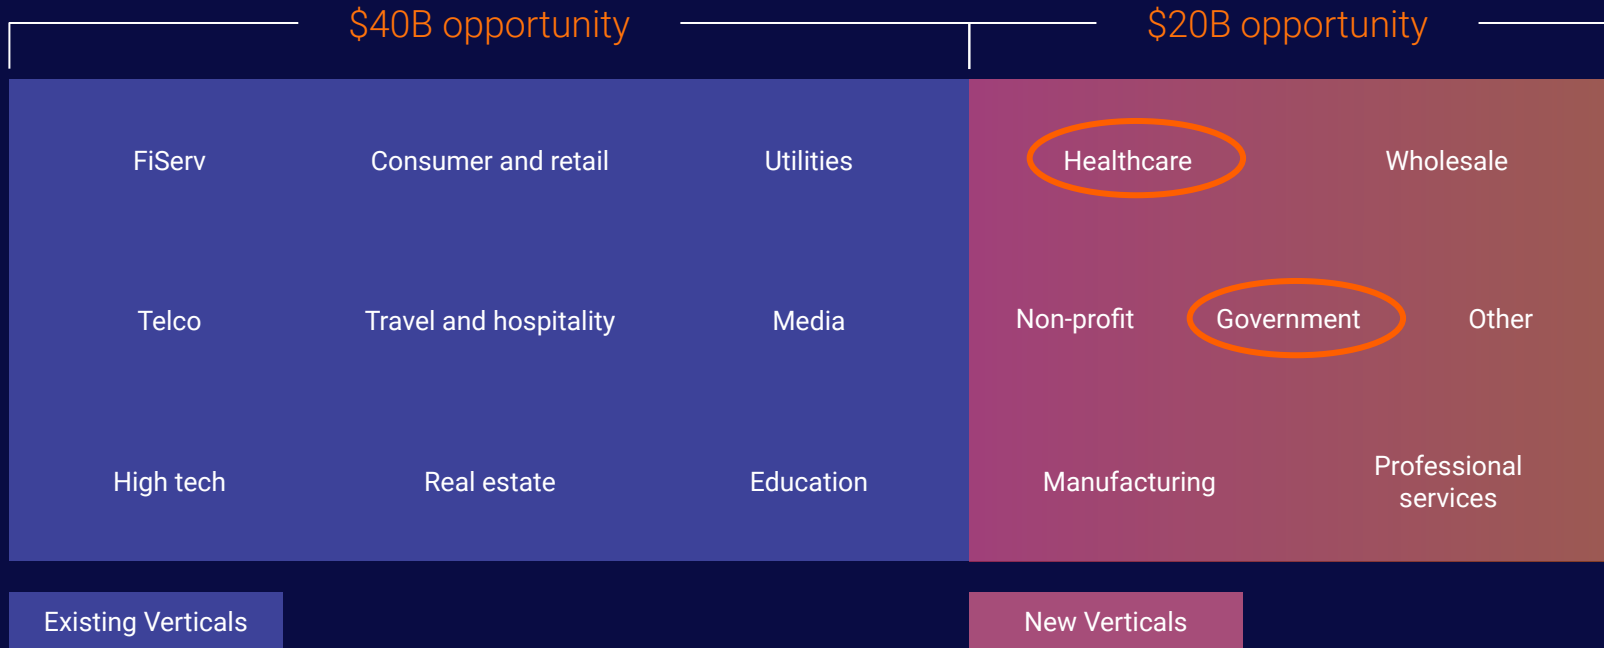 $40B opportunity
$20B opportunity
FiServ
Consumer and retail
Utilities
Healthcare
Wholesale
Telco
Travel and hospitality
Media
Non-profit
Government
Other
High tech
Real estate
Education
Manufacturing
Professional
services
Existing Verticals
New Verticals